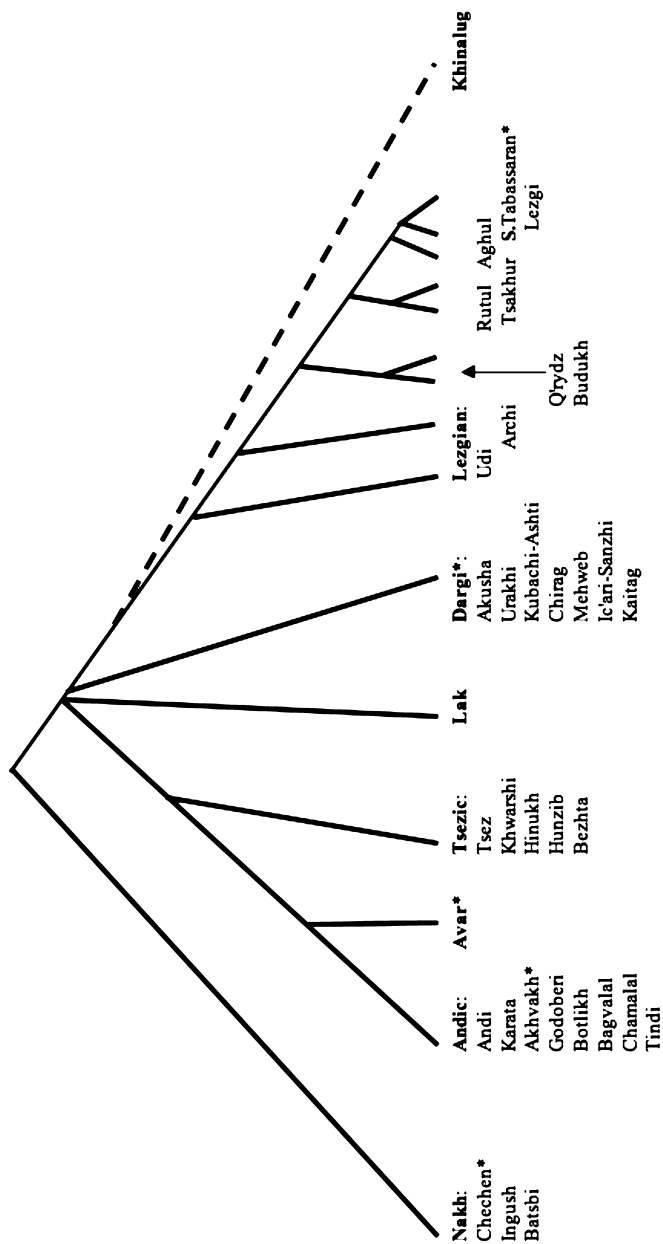 Nakh:
Chechen*
Ingush
Batsbi
Andic:
Andi
Karata
Akhvakh*
Godoberi
Botlikh
Bagvalal
Chamalal
Tindi
Avar*
Tsezic:
Tsez
Khwarshi
Hinukh
Hunzib
Bezhta
Lak
Dargi*:
Akusha
Urakhi
Kubachi-Ashti
Chirag
Mehweb
Ic'ari-Sanzhi
Kaitag
Lezgian:
Udi
Archi
Q'rydz
Budukh
Rutul
Tsakhur
Aghul
S.Tabassaran*
Lezgi
Khinalug